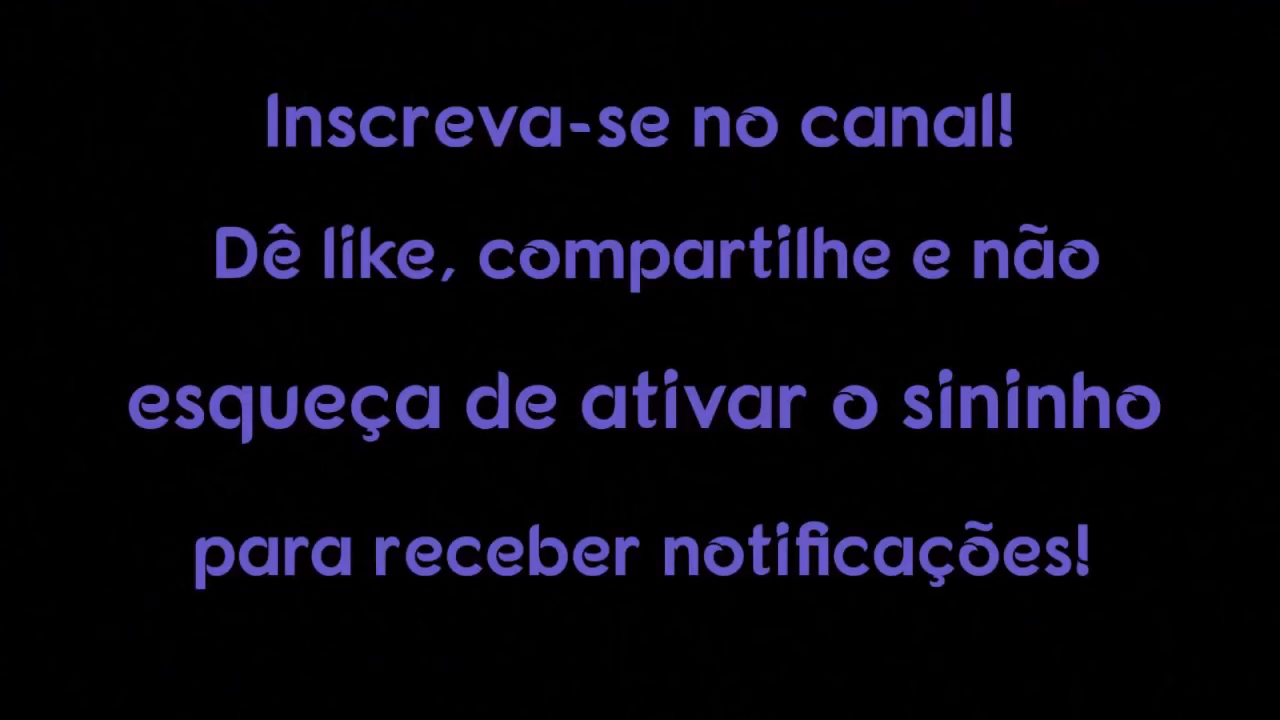 Inscreva-se no canal!
Dê like, compartilhe e não
esqueça de ativar o sininho
para receber notificações!